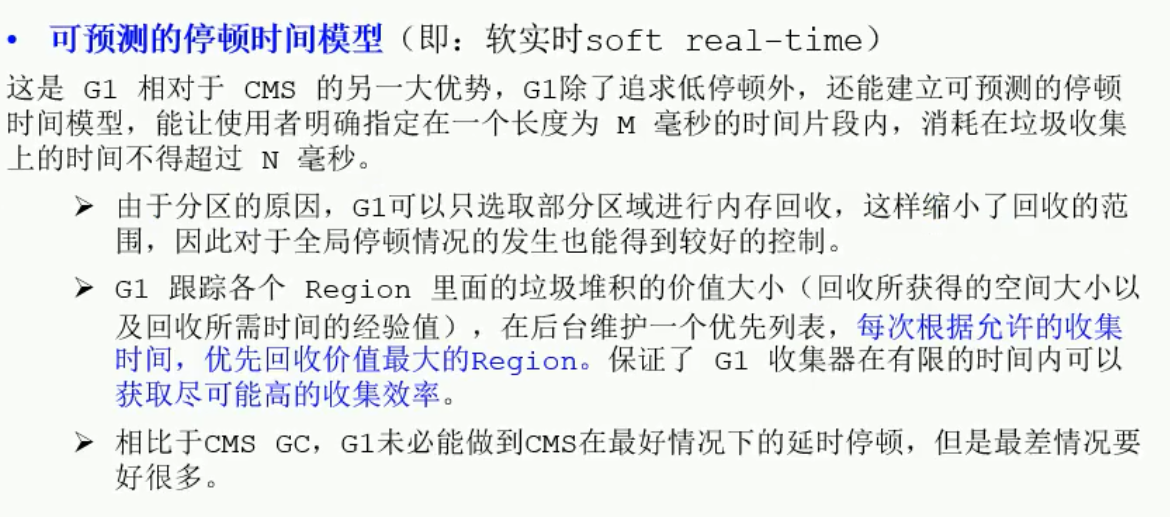 • 可预测的停顿时间模型（即：软实时soft real-time）
这是 G1 相对于 CMS 的另一大优势，G1除了追求低停顿外，还能建立可预测的停顿
时间模型，能让使用者明确指定在一个长度为 M 毫秒的时间片段内，消耗在垃圾收集
上的时间不得超过 N 毫秒。
➢ 由于分区的原因，G1可以只选取部分区域进行内存回收，这样缩小了回收的范
围，因此对于全局停顿情况的发生也能得到较好的控制。
➢ G1 跟踪各个 Region 里面的垃圾堆积的价值大小（回收所获得的空间大小以
及回收所需时间的经验值），在后台维护一个优先列表，每次根据允许的收集
时间，优先回收价值最大的Region。保证了 G1 收集器在有限的时间内可以
获取尽可能高的收集效率。
➢ 相比于CMS GC，G1未必能做到CMS在最好情况下的延时停顿，但是最差情况要
好很多。